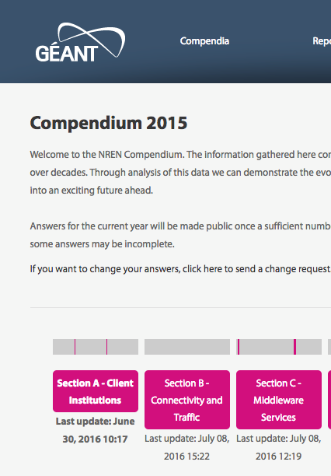 GÉANT
Compendia
Compendium 2015
Welcome to the NREN Compendium. The information gathered here
over decades. Through analysis of this data we can demonstrate the
into an exciting future ahead.
Answers for the current year will be made public once a sufficient
some answers may be incomplete.
If you want to change your answers, click here to send a change request
Section A - Client
Institutions
Last update: June
30, 2016 10:17
Section B -
Connectivity and
Traffic
Last update: July 08,
2016 15:22
Section C -
Middleware
Services
Last update: July 08,
2016 12:19